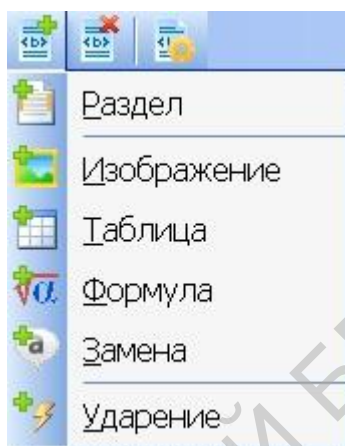 Раздел
Изображение
Таблица
Формула
Замена
Ударение